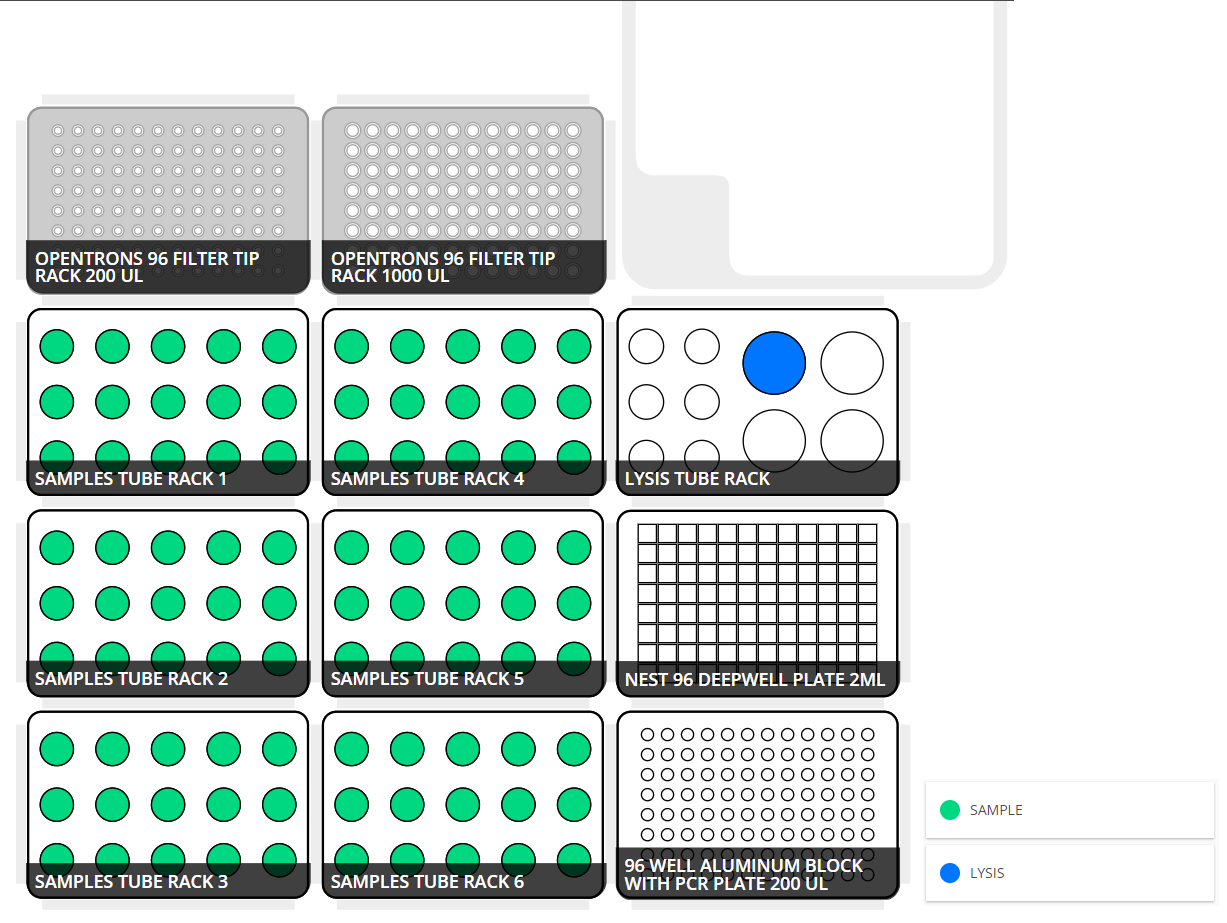 OPENTRONS 96 FILTER TIP
RACK 200 UL
OPENTRONS 96 FILTER TIP
RACK 1000 UL
SAMPLES TUBE RACK 1
SAMPLES TUBE RACK 4
LYSIS TUBE RACK
SAMPLES TUBE RACK 2
SAMPLES TUBE RACK 5
NEST 96 DEEPWELL PLATE 2ML
SAMPLES TUBE RACK 3
SAMPLES TUBE RACK 6
96 WELL ALUMINUM BLOCK
WITH PCR PLATE 200 UL
SAMPLE
LYSIS